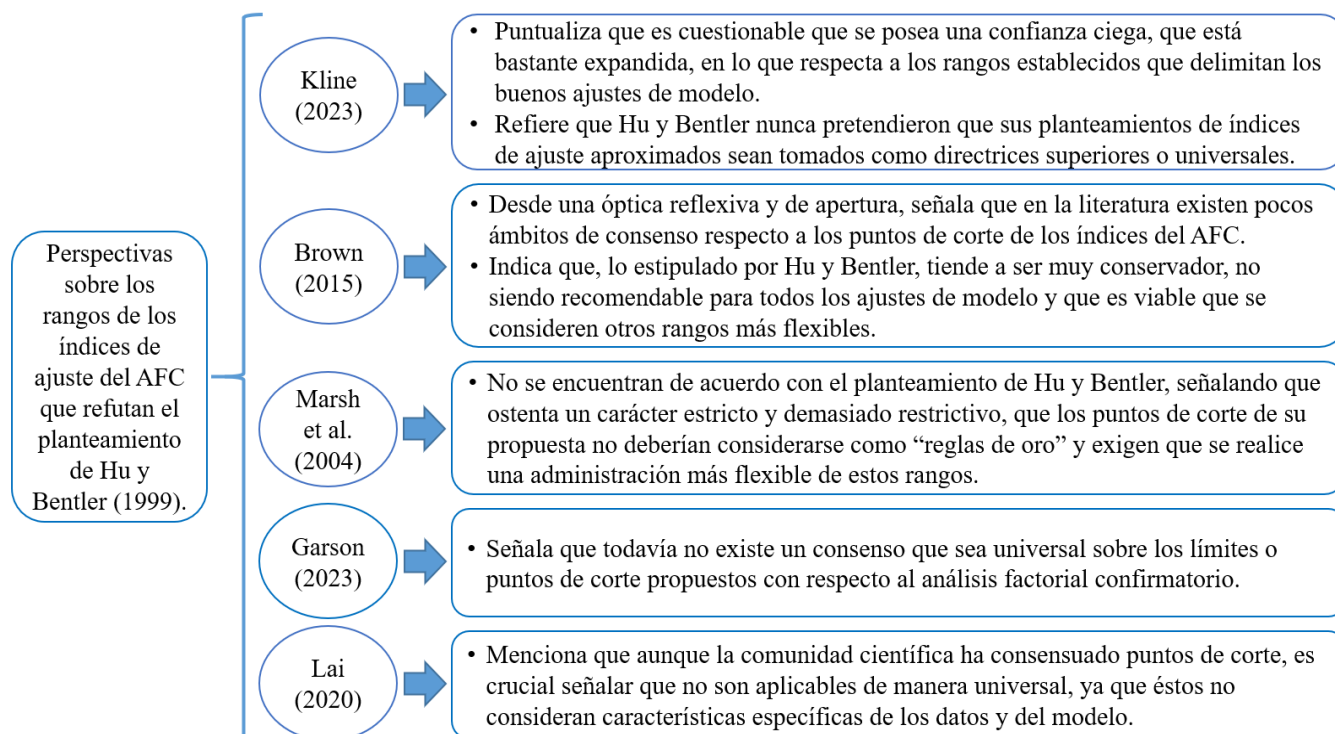 Perspectivas
sobre los
rangos de los
índices de
ajuste del AFC
que refutan el
planteamiento
de Hu y
Bentler (1999).
Kline
(2023)
• Puntualiza que es cuestionable que se posea una confianza ciega, que está
bastante expandida, en lo que respecta a los rangos establecidos que delimitan los
buenos ajustes de modelo.
• Refiere que Hu y Bentler nunca pretendieron que sus planteamientos de índices
de ajuste aproximados sean tomados como directrices superiores o universales.
Brown
(2015)
• Desde una óptica reflexiva y de apertura, señala que en la literatura existen pocos
ámbitos de consenso respecto a los puntos de corte de los índices del AFC.
• Indica que, lo estipulado por Hu y Bentler, tiende a ser muy conservador, no
siendo recomendable para todos los ajustes de modelo y que es viable que se
consideren otros rangos más flexibles.
Marsh
et al.
(2004)
• No se encuentran de acuerdo con el planteamiento de Hu y Bentler, señalando que
ostenta un carácter estricto y demasiado restrictivo, que los puntos de corte de su
propuesta no deberían considerarse como “reglas de oro” y exigen que se realice
una administración más flexible de estos rangos.
Garson
(2023)
• Señala que todavía no existe un consenso que sea universal sobre los límites o
puntos de corte propuestos con respecto al análisis factorial confirmatorio.
Lai
(2020)
• Menciona que aunque la comunidad científica ha consensuado puntos de corte, es
crucial señalar que no son aplicables de manera universal, ya que éstos no
consideran características específicas de los datos y del modelo.